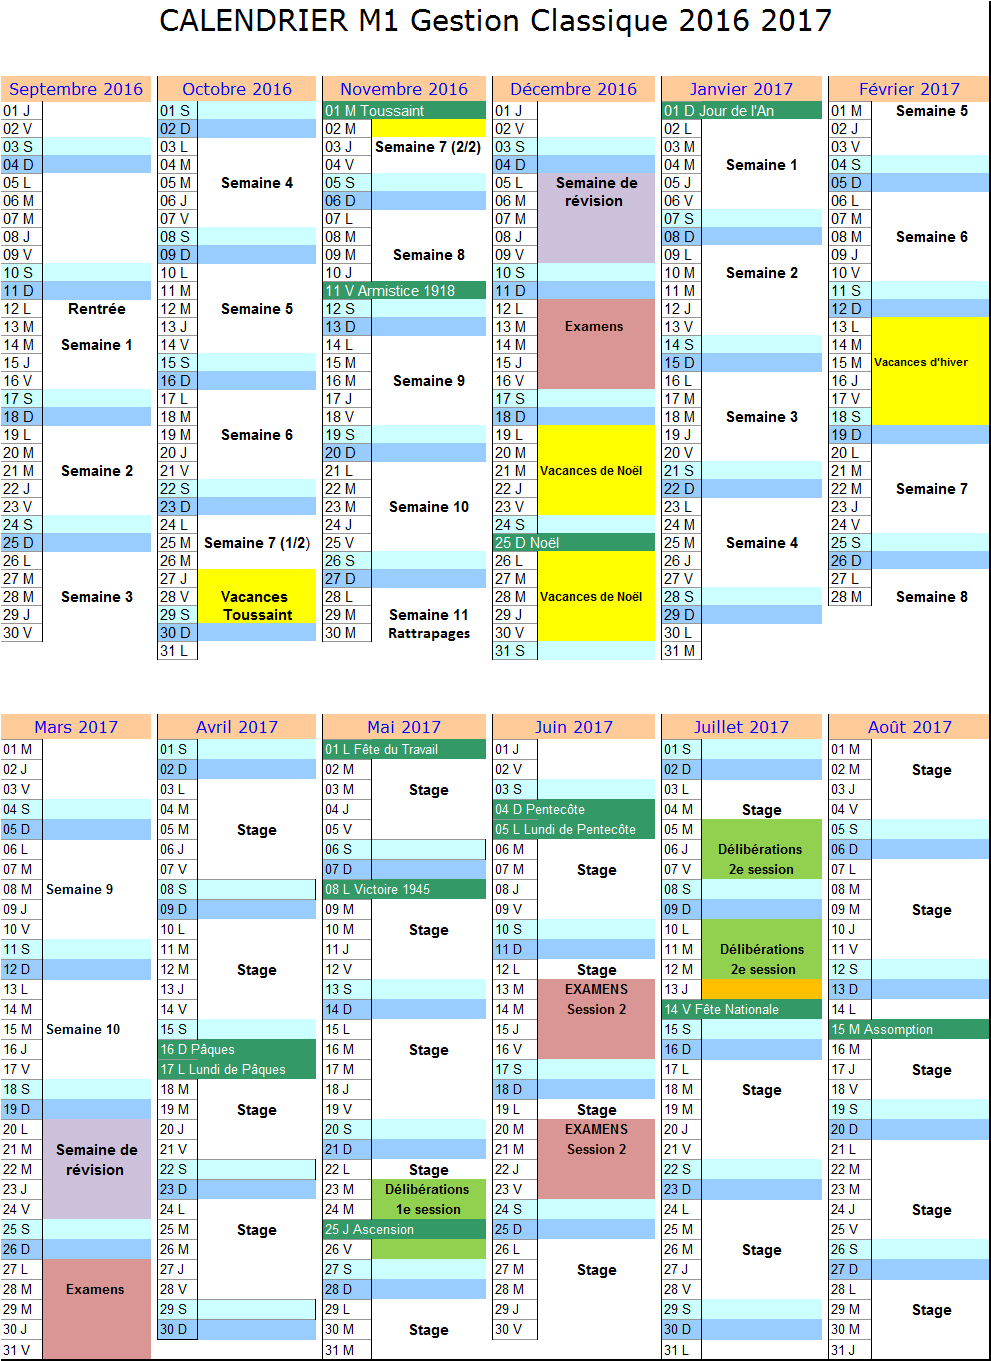 CALENDRIER M1 Gestion Classique 2016 2017
Septembre 2016
01 J
02 V
03 S
04 D
05 L
06 M
07 M
08 J
09 V
10 S
11 D
12 L Rentrée
13 M
14 M Semaine 1
15 J
16 V
17 S
18 D
19 L
20 M
21 M Semaine 2
22 J
23 V
24 S
25 D
26 L
27 M
28 M Semaine 3
29 J
30 V
Octobre 2016
01 S
02 D
03 L
04 M
05 M Semaine 4
06 J
07 V
08 S
09 D
10 L
11 M
12 M Semaine 5
13 J
14 V
15 S
16 D
17 L
18 M
19 M Semaine 6
20 J
21 V
22 S
23 D
24 L
25 M Semaine 7 (1/2)
26 M
27 J
28 V Vacances
29 S Toussaint
30 D
31 L
Novembre 2016
01 M Toussaint
02 M
03 J Semaine 7 (2/2)
04 V
05 S
06 D
07 L
08 M
09 M Semaine 8
10 J
11 V Armistice 1918
12 S
13 D
14 L
15 M
16 M Semaine 9
17 J
18 V
19 S
20 D
21 L
22 M
23 M Semaine 10
24 J
25 V
26 S
27 D
28 L
29 M Semaine 11
30 M Rattrapages
Décembre 2016
01 J
02 V
03 S
04 D
05 L Semaine de
06 M révision
07 M
08 J
09 V
10 S
11 D
12 L
13 M Examens
14 M
15 J
16 V
17 S
18 D
19 L
20 M
21 M Vacances de Noël
22 J
23 V
24 S
25 D Noël
26 L
27 M
28 M Vacances de Noël
29 J
30 V
31 S
Janvier 2017
01 D Jour de l'An
02 L
03 M
04 M Semaine 1
05 J
06 V
07 S
08 D
09 L
10 M Semaine 2
11 M
12 J
13 V
14 S
15 D
16 L
17 M
18 M Semaine 3
19 J
20 V
21 S
22 D
23 L
24 M
25 M Semaine 4
26 J
27 V
28 S
29 D
30 L
31 M
Février 2017
01 M Semaine 5
02 J
03 V
04 S
05 D
06 L
07 M
08 M Semaine 6
09 J
10 V
11 S
12 D
13 L
14 M
15 M Vacances d'hiver
16 J
17 V
18 S
19 D
20 L
21 M
22 M Semaine 7
23 J
24 V
25 S
26 D
27 L
28 M Semaine 8
Mars 2017
01 M
02 J
03 V
04 S
05 D
06 L
07 M
08 M Semaine 9
09 J
10 V
11 S
12 D
13 L
14 M
15 M Semaine 10
16 J
17 V
18 S
19 D
20 L
21 M Semaine de
22 M révision
23 J
24 V
25 S
26 D
27 L
28 M Examens
29 M
30 J
31 V
Avril 2017
01 S
02 D
03 L
04 M
05 M Stage
06 J
07 V
08 S
09 D
10 L
11 M
12 M Stage
13 J
14 V
15 S
16 D Pâques
17 L Lundi de Pâques
18 M
19 M Stage
20 J
21 V
22 S
23 D
24 L
25 M Stage
26 M
27 J
28 V
29 S
30 D
Mai 2017
01 L Fête du Travail
02 M
03 M Stage
04 J
05 V
06 S
07 D
08 L Victoire 1945
09 M
10 M Stage
11 J
12 V
13 S
14 D
15 L
16 M Stage
17 M
18 J
19 V
20 S
21 D
22 L Stage
23 M Délibérations
24 M 1e session
25 J Ascension
26 V
27 S
28 D
29 L
30 M Stage
31 M
Juin 2017
01 J
02 V
03 S
04 D Pentecôte
05 L Lundi de Pentecôte
06 M
07 M Stage
08 J
09 V
10 S
11 D
12 L Stage
13 M EXAMENS
14 M Session 2
15 J
16 V
17 S
18 D
19 L Stage
20 M EXAMENS
21 M Session 2
22 J
23 V
24 S
25 D
26 L
27 M Stage
28 M
29 J
30 V
Juillet 2017
01 S
02 D
03 L
04 M Stage
05 M
06 J Délibérations
07 V 2e session
08 S
09 D
10 L
11 M Délibérations
12 M 2e session
13 J
14 V Fête Nationale
15 S
16 D
17 L
18 M Stage
19 M
20 J
21 V
22 S
23 D
24 L
25 M
26 M Stage
27 J
28 V
29 S
30 D
31 L
Août 2017
01 M
02 M Stage
03 J
04 V
05 S
06 D
07 L
08 M
09 M Stage
10 J
11 V
12 S
13 D
14 L
15 M Assomption
16 M
17 J Stage
18 V
19 S
20 D
21 L
22 M
23 M
24 J Stage
25 V
26 S
27 D
28 L
29 M Stage
30 M
31 J